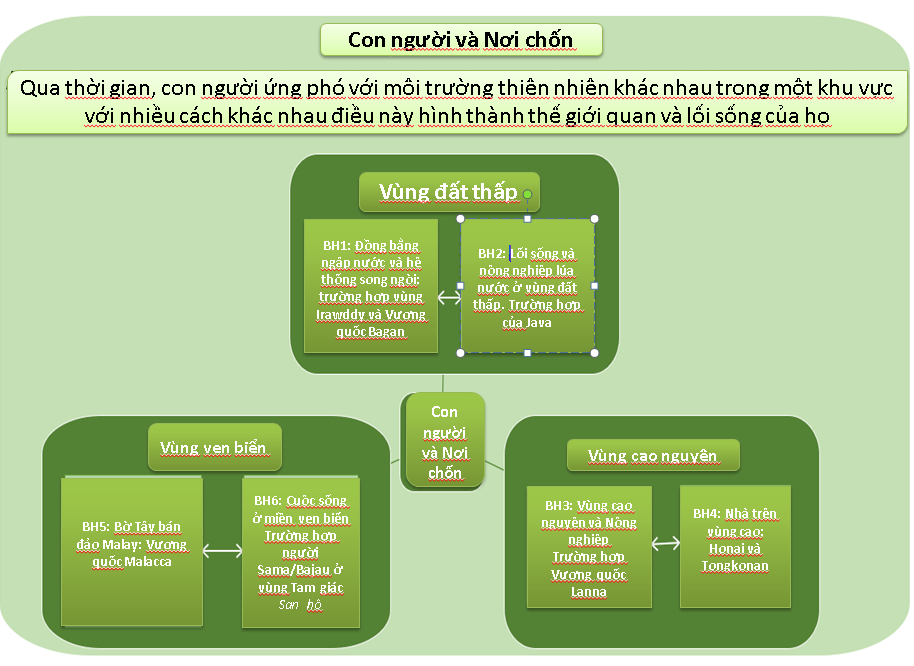 Con người và Nơi chốn
Qua thời gian, con người ứng phó với môi trường thiên nhiên khác nhau trong một khu vực
với nhiều cách khác nhau điều này hình thành thế giới quan và lối sống của họ
Vùng đất thấp
BH1: Đồng bằng
ngập nước và hệ
thống song ngòi:
trường hợp vùng
Irawddy và Vương
quốc Bagan
BH2: Lối sống và
nông nghiệp lúa
nước ở vùng đất
thấp. Trường hợp
của Java
Con
người
và Nơi
chốn
Vùng ven biển
BH5: Bờ Tây bán
đảo Malay: Vương
quốc Malacca
BH6: Cuộc sống
ở miền ven biển
Trường hợp
người
Sama/Bajau ở
vùng Tam giác
San hô
Vùng cao nguyên
BH3: Vùng cao
nguyên và Nông
nghiệp
Trường hợp
Vương quốc
Lanna
BH4: Nhà trên
vùng cao:
Honai và
Tongkonan